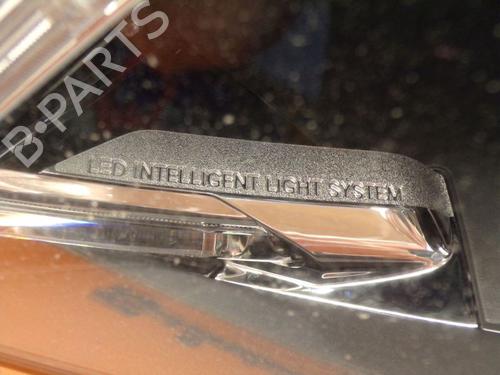 B-PARTS
LED INTELLIGENT LIGHT SYSTEM